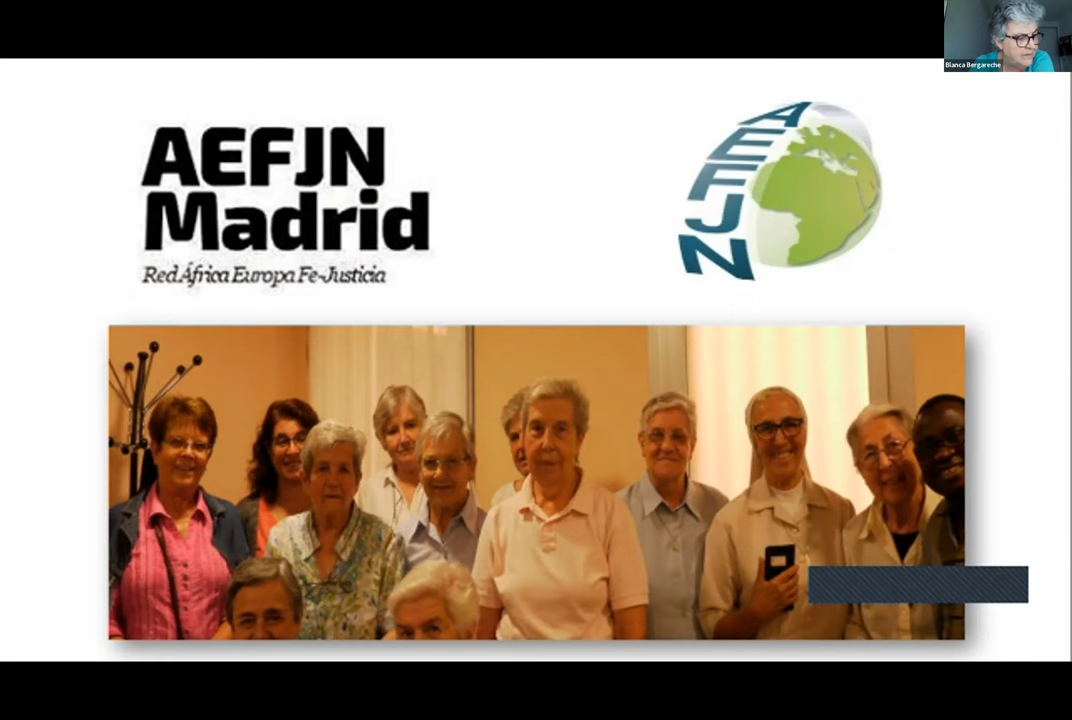 Blanca Bergareche
AEFJN
Madrid
Red África Europa Fe-Justicia
AEFJN